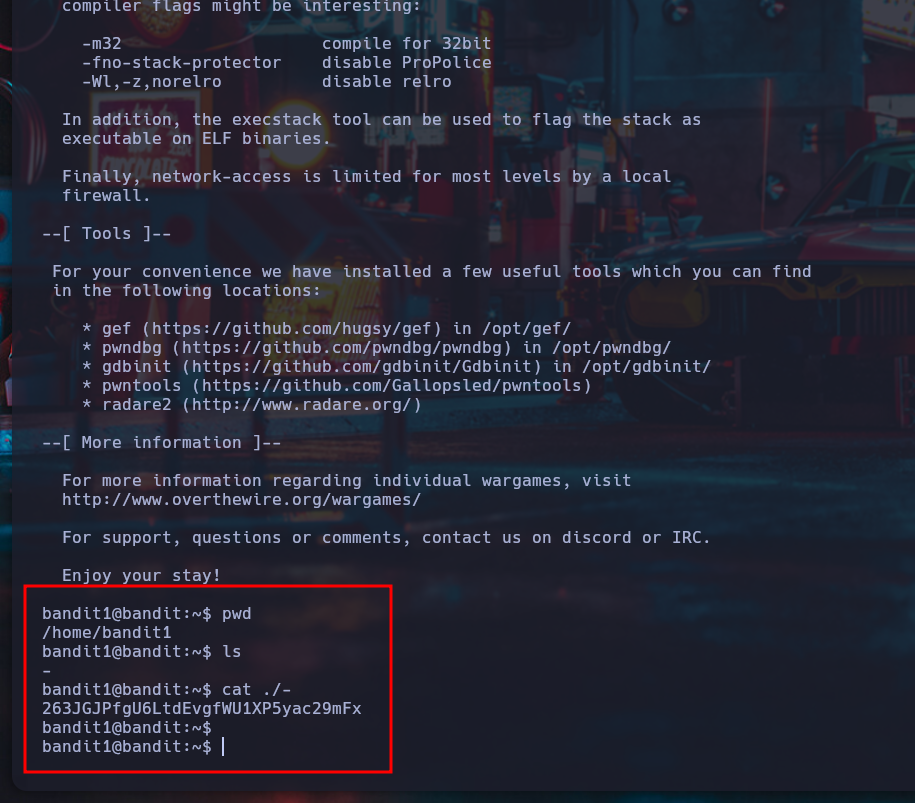 compiler flags might be interesting:
-m32 compile for 32bit
-fno-stack-protector disable ProPolice
-Wl,-z,norelro disable relro
In addition, the execstack tool can be used to flag the stack as
executable on ELF binaries.
Finally, network-access is limited for most levels by a local
firewall.
--[ Tools ]--
For your convenience we have installed a few useful tools which you can find
in the following locations:
* gef (https://github.com/hugsy/gef) in /opt/gef/
* pwndbg (https://github.com/pwndbg/pwndbg) in /opt/pwndbg/
* gdbinit (https://github.com/gdbinit/Gdbinit) in /opt/gdbinit/
* pwntools (https://github.com/Gallopsled/pwntools)
* radare2 (http://www.radare.org/)
--[ More information ]--
For more information regarding individual wargames, visit
http://www.overthewire.org/wargames/
For support, questions or comments, contact us on discord or IRC.
Enjoy your stay!
bandit1@bandit:~$ pwd
/home/bandit1
bandit1@bandit:~$ ls
-
bandit1@bandit:~$ cat ./-
263JGJPfgU6LtdEvgfWU1XP5yac29mFx
bandit1@bandit:~$
bandit1@bandit:~$